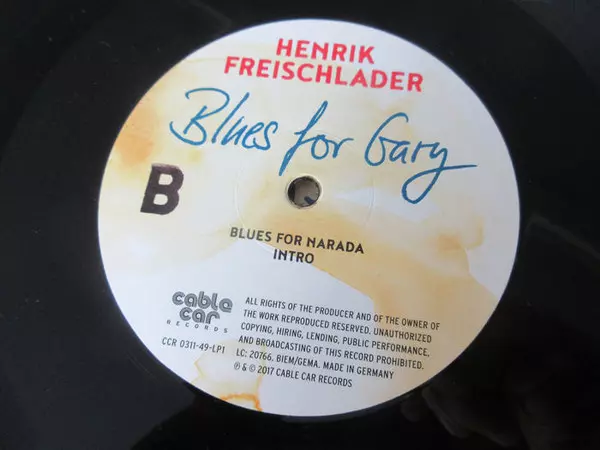 HENRIK
FREISCHLADER
Blues for Gary
B
BLUES FOR NARADA
INTRO
cable
car
RECORDS
CCR 0311-49-LP1
ALL RIGHTS OF THE PRODUCER AND OF THE OWNER OF
THE WORK REPRODUCED RESERVED. UNAUTHORIZED
COPYING, HIRING, LENDING, PUBLIC PERFORMANCE,
AND BROADCASTING OF THIS RECORD PROHIBITED.
LC: 20766. BIEM/GEMA. MADE IN GERMANY
℗ & © 2017 CABLE CAR RECORDS